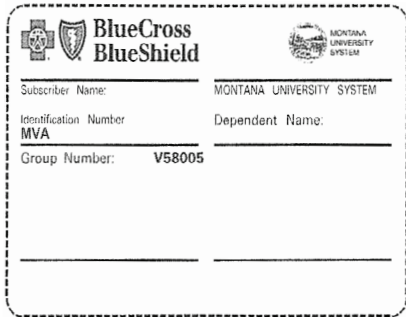 BlueCross
BlueShield
MONTANA
UNIVERSITY
SYSTEM
Subscriber Name:
MONTANA UNIVERSITY SYSTEM
Identification Number
MVA
Dependent Name:
Group Number: V58005